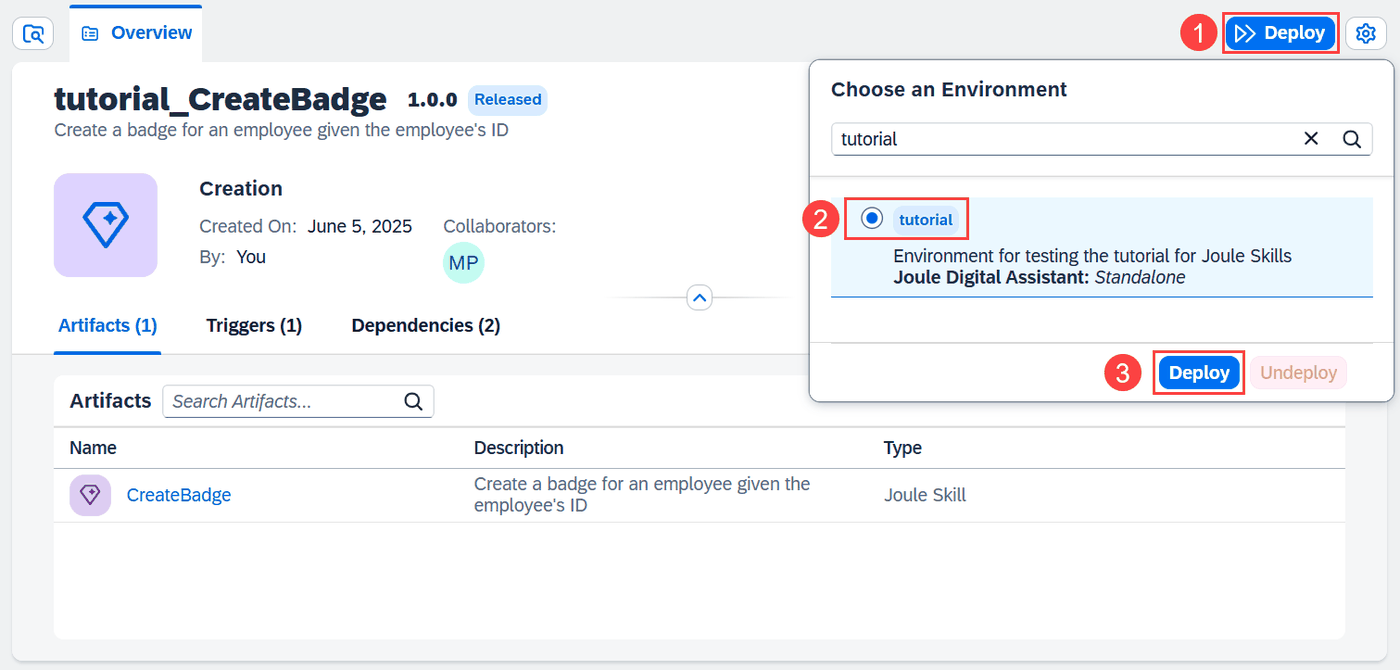 Overview
1
Deploy
tutorial_CreateBadge 1.0.0 Released
Create a badge for an employee given the employee's ID
Creation
Created On: June 5, 2025
Collaborators:
By: You
MP
Artifacts (1)
Triggers (1)
Dependencies (2)
Choose an Environment
tutorial
2
tutorial
Environment for testing the tutorial for Joule Skills
Joule Digital Assistant: Standalone
3
Deploy
Undeploy
Artifacts
Search Artifacts...
Name
Description
Type
CreateBadge
Create a badge for an employee given the
employee's ID
Joule Skill